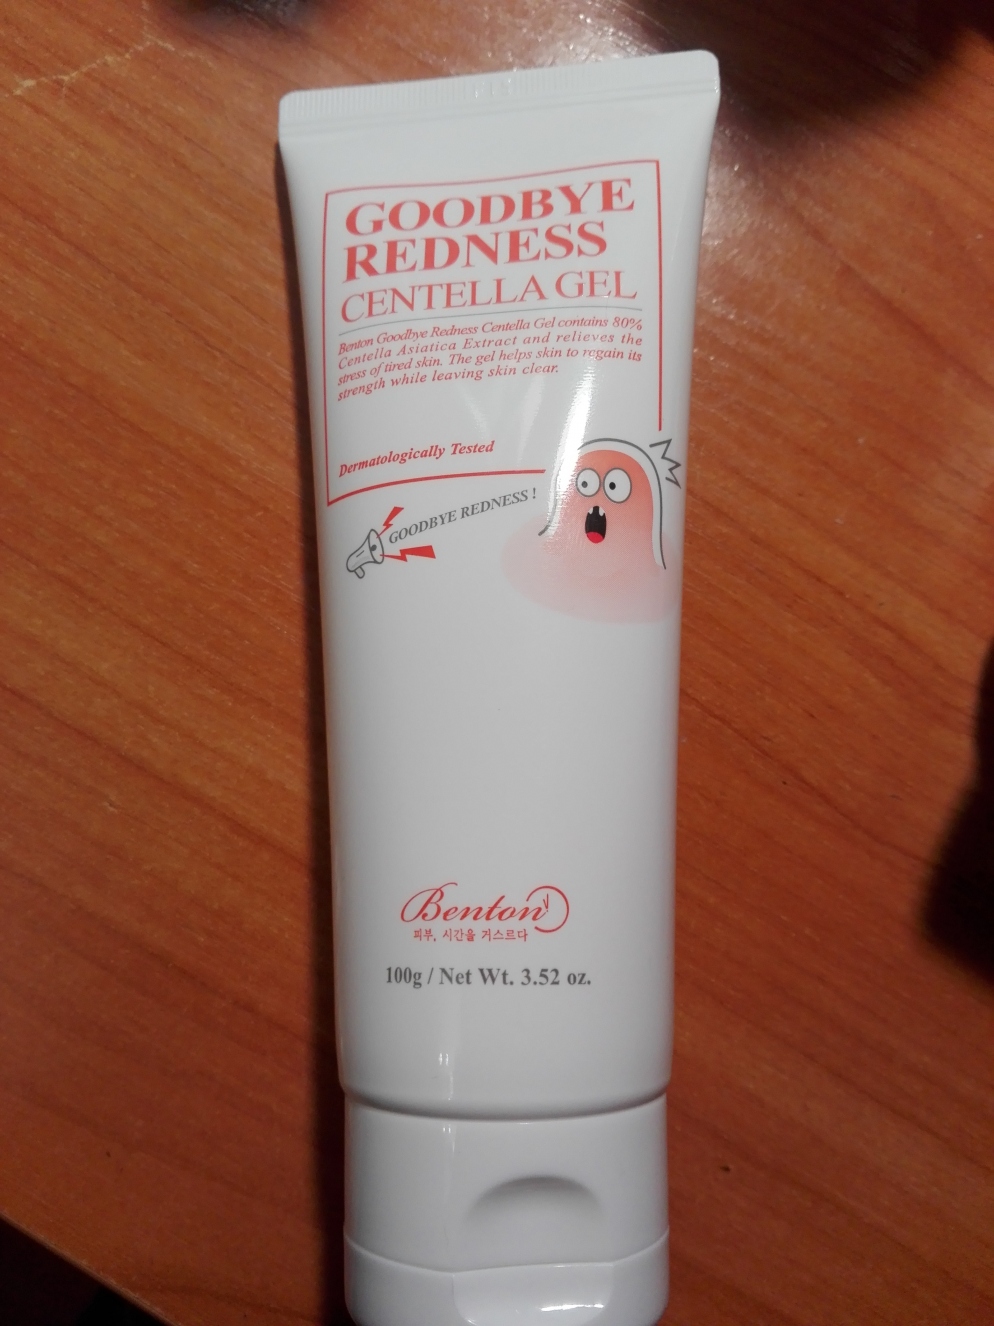 GOODBYE
REDNESS
CENTELLA GEL
Benton Goodbye Redness Centella Gel contains 80%
Centella Asiatica Extract and relieves the
stress of tired skin. The gel helps skin to regain its
strength while leaving skin clear.
Dermatologically Tested
GOODBYE REDNESS !
Benton
피부, 시간을 거스르다
100g / Net Wt. 3.52 oz.